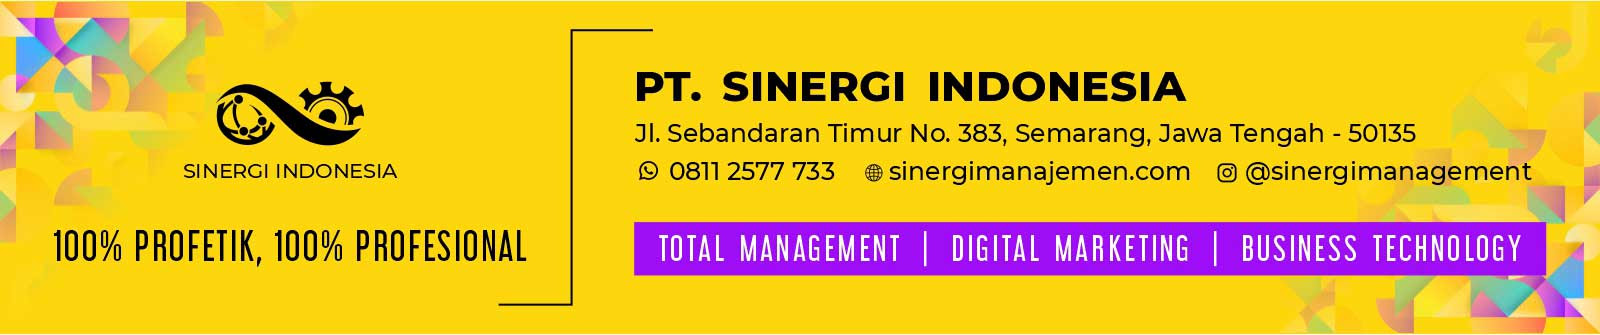 SINERGI INDONESIA
100% PROFETIK, 100% PROFESIONAL
PT. SINERGI INDONESIA
Jl. Sebandaran Timur No. 383, Semarang, Jawa Tengah - 50135
0811 2577 733 sinergimanajemen.com @sinergimanagement
TOTAL MANAGEMENT | DIGITAL MARKETING | BUSINESS TECHNOLOGY